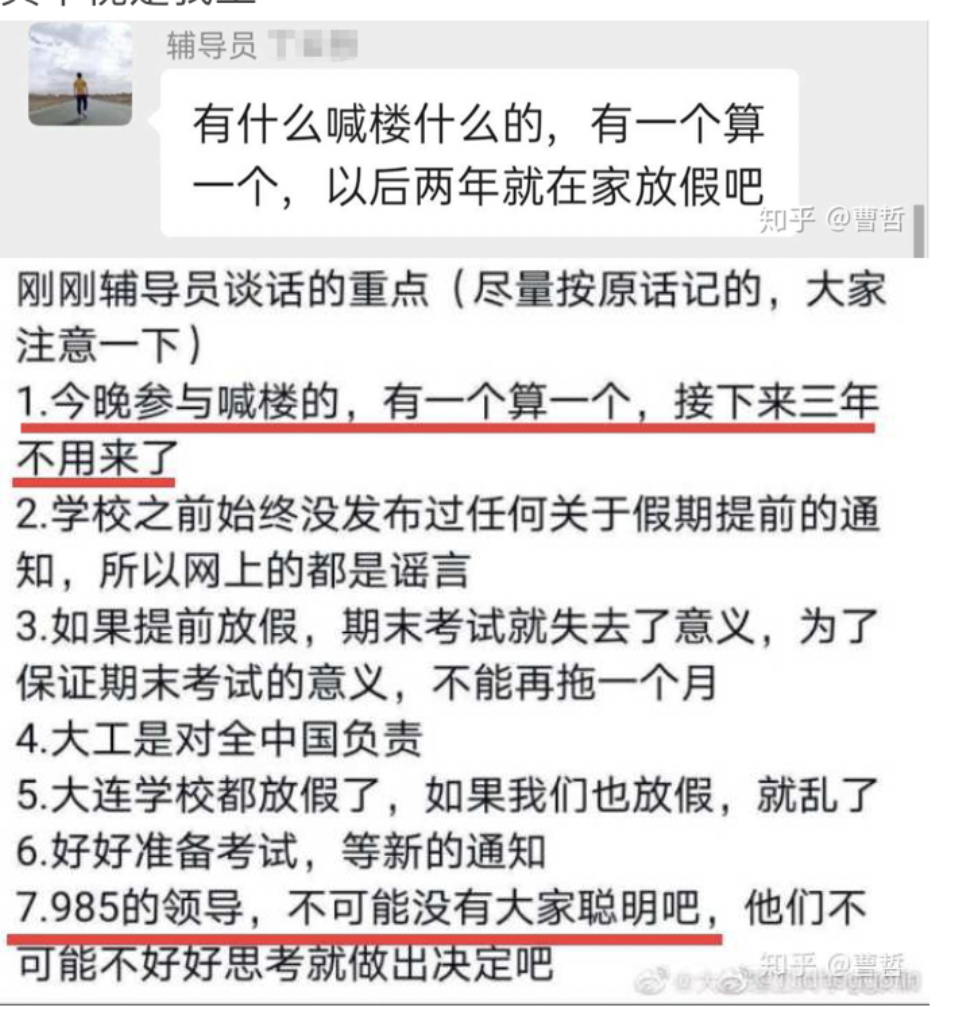 辅导员
有什么喊楼什么的，有一个算
一个，以后两年就在家放假吧
知乎 @曹哲
刚刚辅导员谈话的重点（尽量按原话记的，大家
注意一下）
1.今晚参与喊楼的，有一个算一个，接下来三年
不用来了
2.学校之前始终没发布过任何关于假期提前的通
知，所以网上的都是谣言
3.如果提前放假，期末考试就失去了意义，为了
保证期末考试的意义，不能再拖一个月
4.大工是对全中国负责
5.大连学校都放假了，如果我们也放假，就乱了
6.好好准备考试，等新的通知
7.985的领导，不可能没有大家聪明吧，他们不
可能不好好思考就做出决定吧
知乎 @曹哲